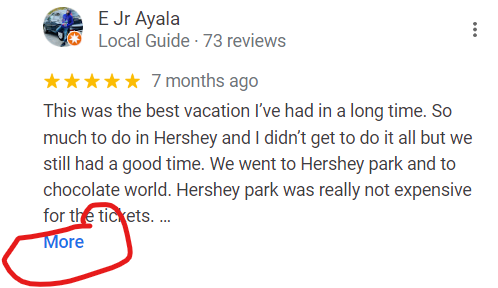 E Jr Ayala
Local Guide · 73 reviews
7 months ago
This was the best vacation I’ve had in a long time. So
much to do in Hershey and I didn’t get to do it all but we
still had a good time. We went to Hershey park and to
chocolate world. Hershey park was really not expensive
for the tickets. …
More